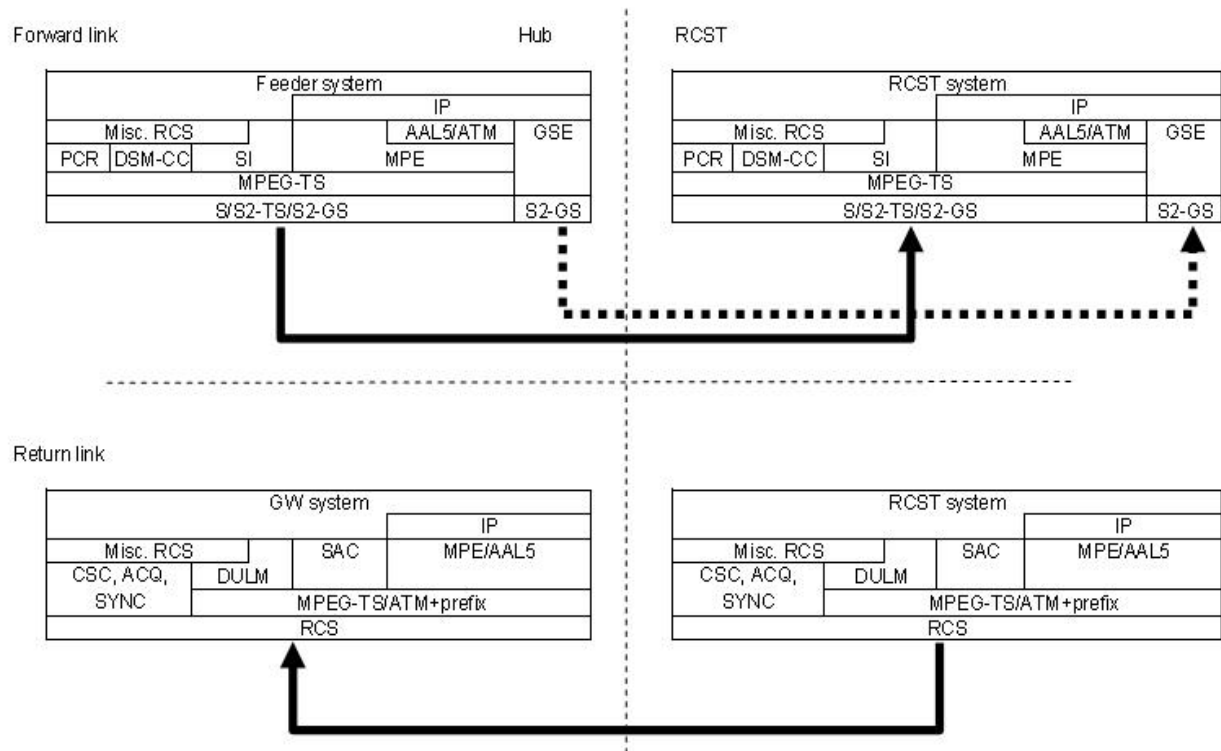 Forward link Hub RCST
Feeder system
IP
Misc. RCS AAL5/ATM GSE
PCR DSM-CC SI MPE
MPEG-TS
S/S2-TS/S2-GS S2-GS
RCST system
IP
Misc. RCS AAL5/ATM GSE
PCR DSM-CC SI MPE
MPEG-TS
S/S2-TS/S2-GS S2-GS
Return link
GW system
IP
Misc. RCS SAC MPE/AAL5
CSC, ACQ, DULM
SYNC MPEG-TS/ATM+prefix
RCS
RCST system
IP
Misc. RCS SAC MPE/AAL5
CSC, ACQ, DULM
SYNC MPEG-TS/ATM+prefix
RCS